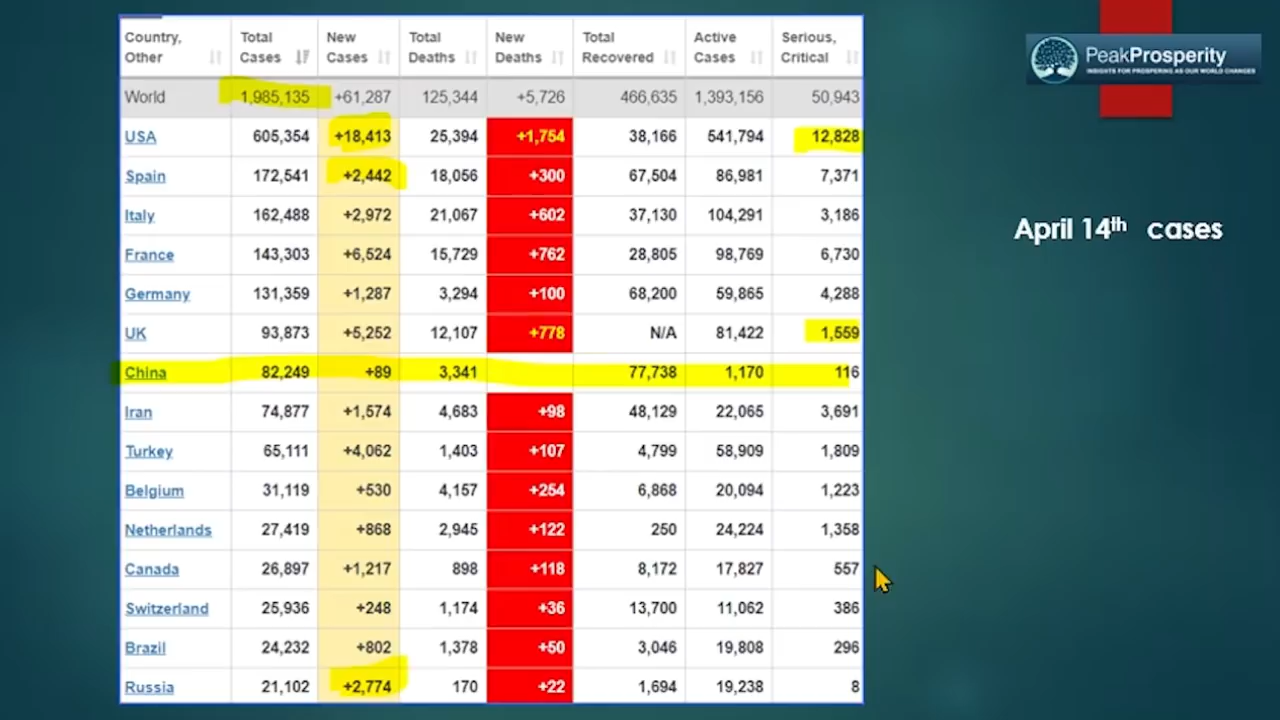 Country, Other Total Cases New Cases Total Deaths New Deaths Total Recovered Active Cases Serious, Critical
World 1,985,135 +61,287 125,344 +5,726 466,635 1,393,156 50,943
USA 605,354 +18,413 25,394 +1,754 38,166 541,794 12,828
Spain 172,541 +2,442 18,056 +300 67,504 86,981 7,371
Italy 162,488 +2,972 21,067 +602 37,130 104,291 3,186
France 143,303 +6,524 15,729 +762 28,805 98,769 6,730
Germany 131,359 +1,287 3,294 +100 68,200 59,865 4,288
UK 93,873 +5,252 12,107 +778 N/A 81,422 1,559
China 82,249 +89 3,341 77,738 1,170 116
Iran 74,877 +1,574 4,683 +98 48,129 22,065 3,691
Turkey 65,111 +4,062 1,403 +107 4,799 58,909 1,809
Belgium 31,119 +530 4,157 +254 6,868 20,094 1,223
Netherlands 27,419 +868 2,945 +122 250 24,224 1,358
Canada 26,897 +1,217 898 +118 8,172 17,827 557
Switzerland 25,936 +248 1,174 +36 13,700 11,062 386
Brazil 24,232 +802 1,378 +50 3,046 19,808 296
Russia 21,102 +2,774 170 +22 1,694 19,238 8
PeakProsperity
INSIGHTS FOR PROSPERING AS OUR WORLD CHANGES
April 14th cases